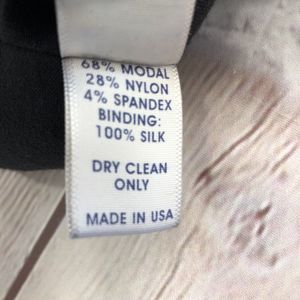 68% MODAL
28% NYLON
4% SPANDEX
BINDING:
100% SILK
DRY CLEAN
ONLY
MADE IN USA